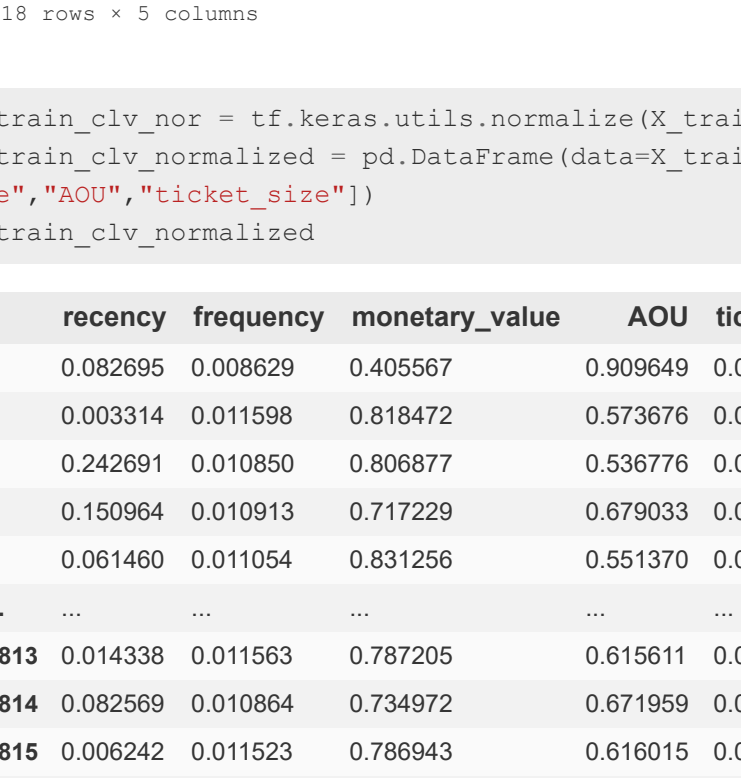 18 rows × 5 columns
train_clv_nor = tf.keras.utils.normalize(X_trai
train_clv_normalized = pd.DataFrame(data=X_trai
e","AOU","ticket_size"])
train_clv_normalized
recency frequency monetary_value AOU tic
0.082695 0.008629 0.405567 0.909649 0.0
0.003314 0.011598 0.818472 0.573676 0.0
0.242691 0.010850 0.806877 0.536776 0.0
0.150964 0.010913 0.717229 0.679033 0.0
0.061460 0.011054 0.831256 0.551370 0.0
. ... ... ... ... ...
813 0.014338 0.011563 0.787205 0.615611 0.0
814 0.082569 0.010864 0.734972 0.671959 0.0
815 0.006242 0.011523 0.786943 0.616015 0.0